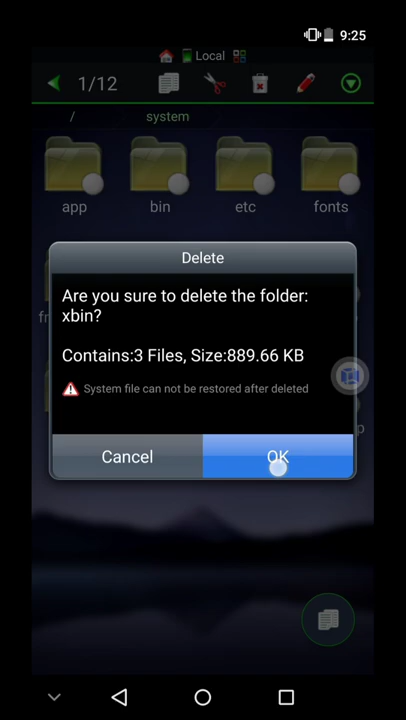 9:25
Local
1/12
/ system
app bin etc fonts
fr
p
Delete
Are you sure to delete the folder:
xbin?
Contains:3 Files, Size:889.66 KB
System file can not be restored after deleted
Cancel OK